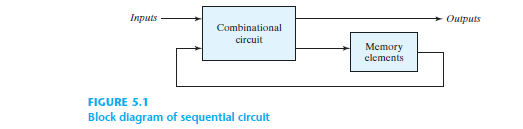 Inputs
Combinational
circuit
Outputs
Memory
elements
FIGURE 5.1
Block diagram of sequential circuit